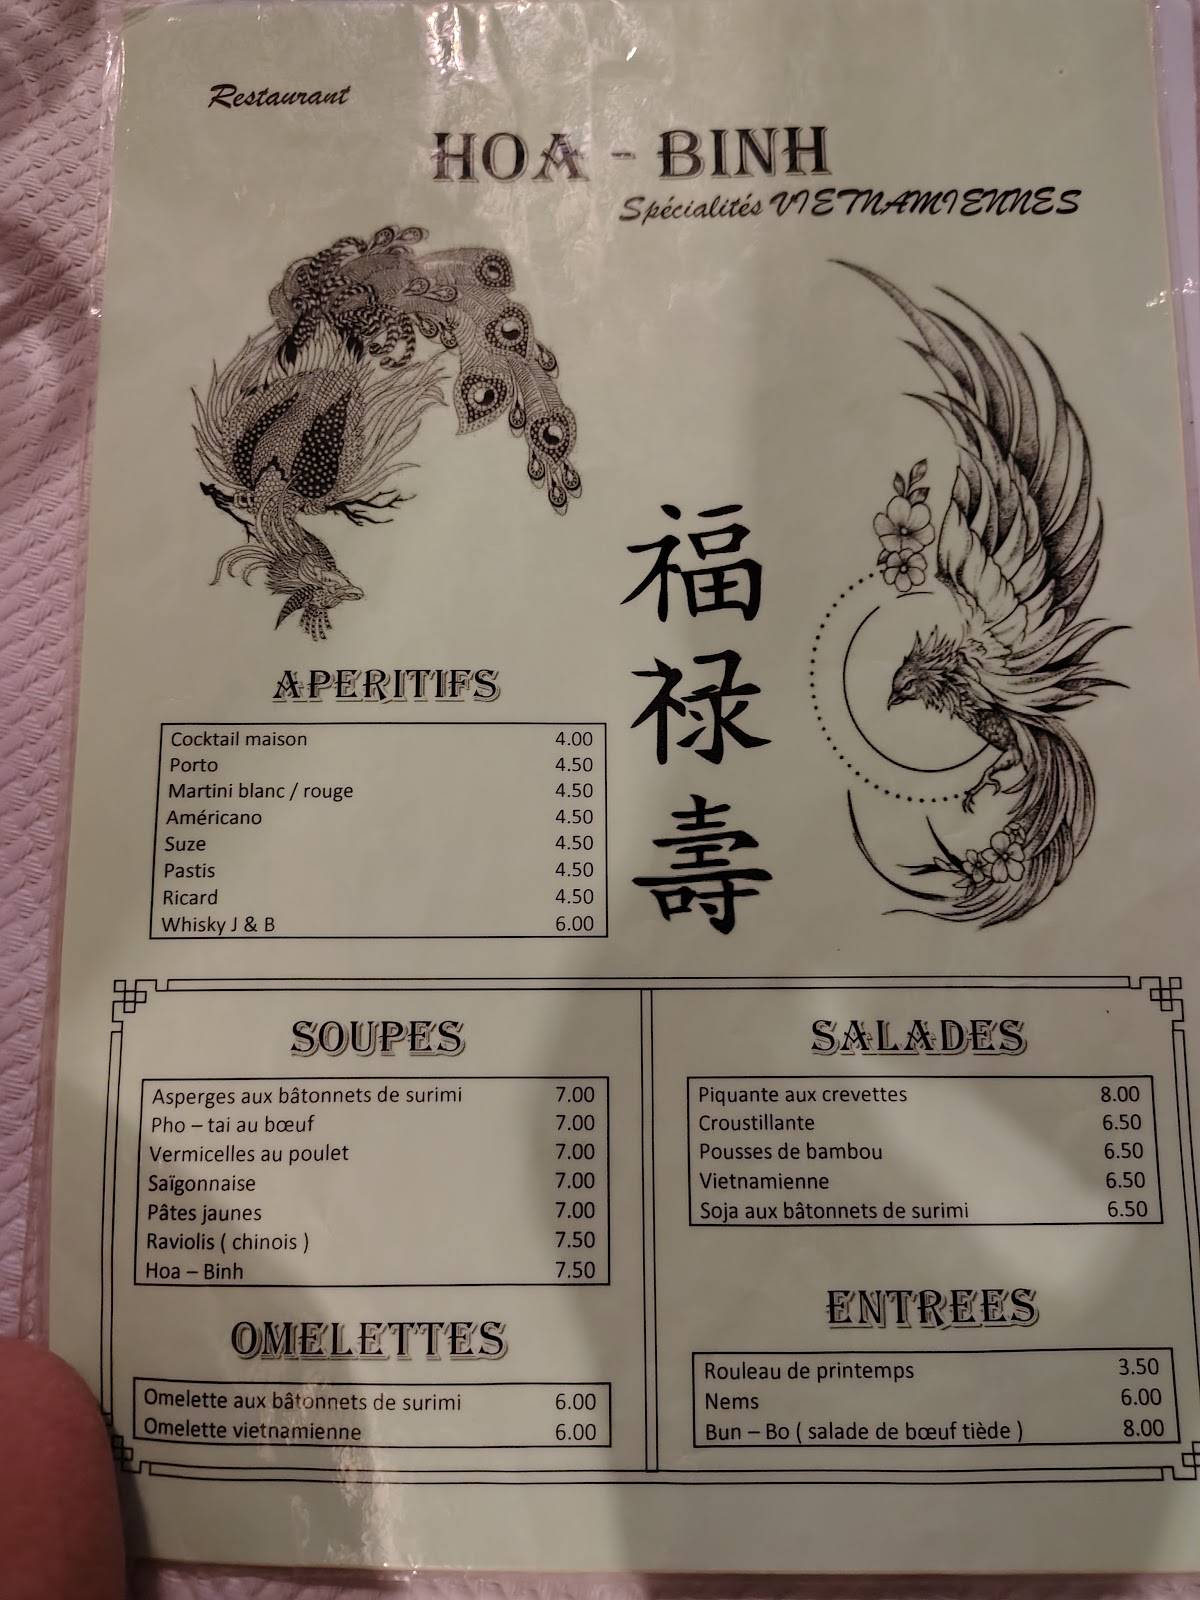 Restaurant
HOA - BINH
Spécialités VIETNAMIENNES
福
禄
壽
APERITIFS
Cocktail maison 4.00
Porto 4.50
Martini blanc / rouge 4.50
Américano 4.50
Suze 4.50
Pastis 4.50
Ricard 4.50
Whisky J & B 6.00
SOUPES
Asperges aux bâtonnets de surimi 7.00
Pho – tai au bœuf 7.00
Vermicelles au poulet 7.00
Saïgonnaise 7.00
Pâtes jaunes 7.00
Raviolis ( chinois ) 7.50
Hoa – Binh 7.50
OMELETTES
Omelette aux bâtonnets de surimi 6.00
Omelette vietnamienne 6.00
SALADES
Piquante aux crevettes 8.00
Croustillante 6.50
Pousses de bambou 6.50
Vietnamienne 6.50
Soja aux bâtonnets de surimi 6.50
ENTREES
Rouleau de printemps 3.50
Nems 6.00
Bun – Bo ( salade de bœuf tiède ) 8.00